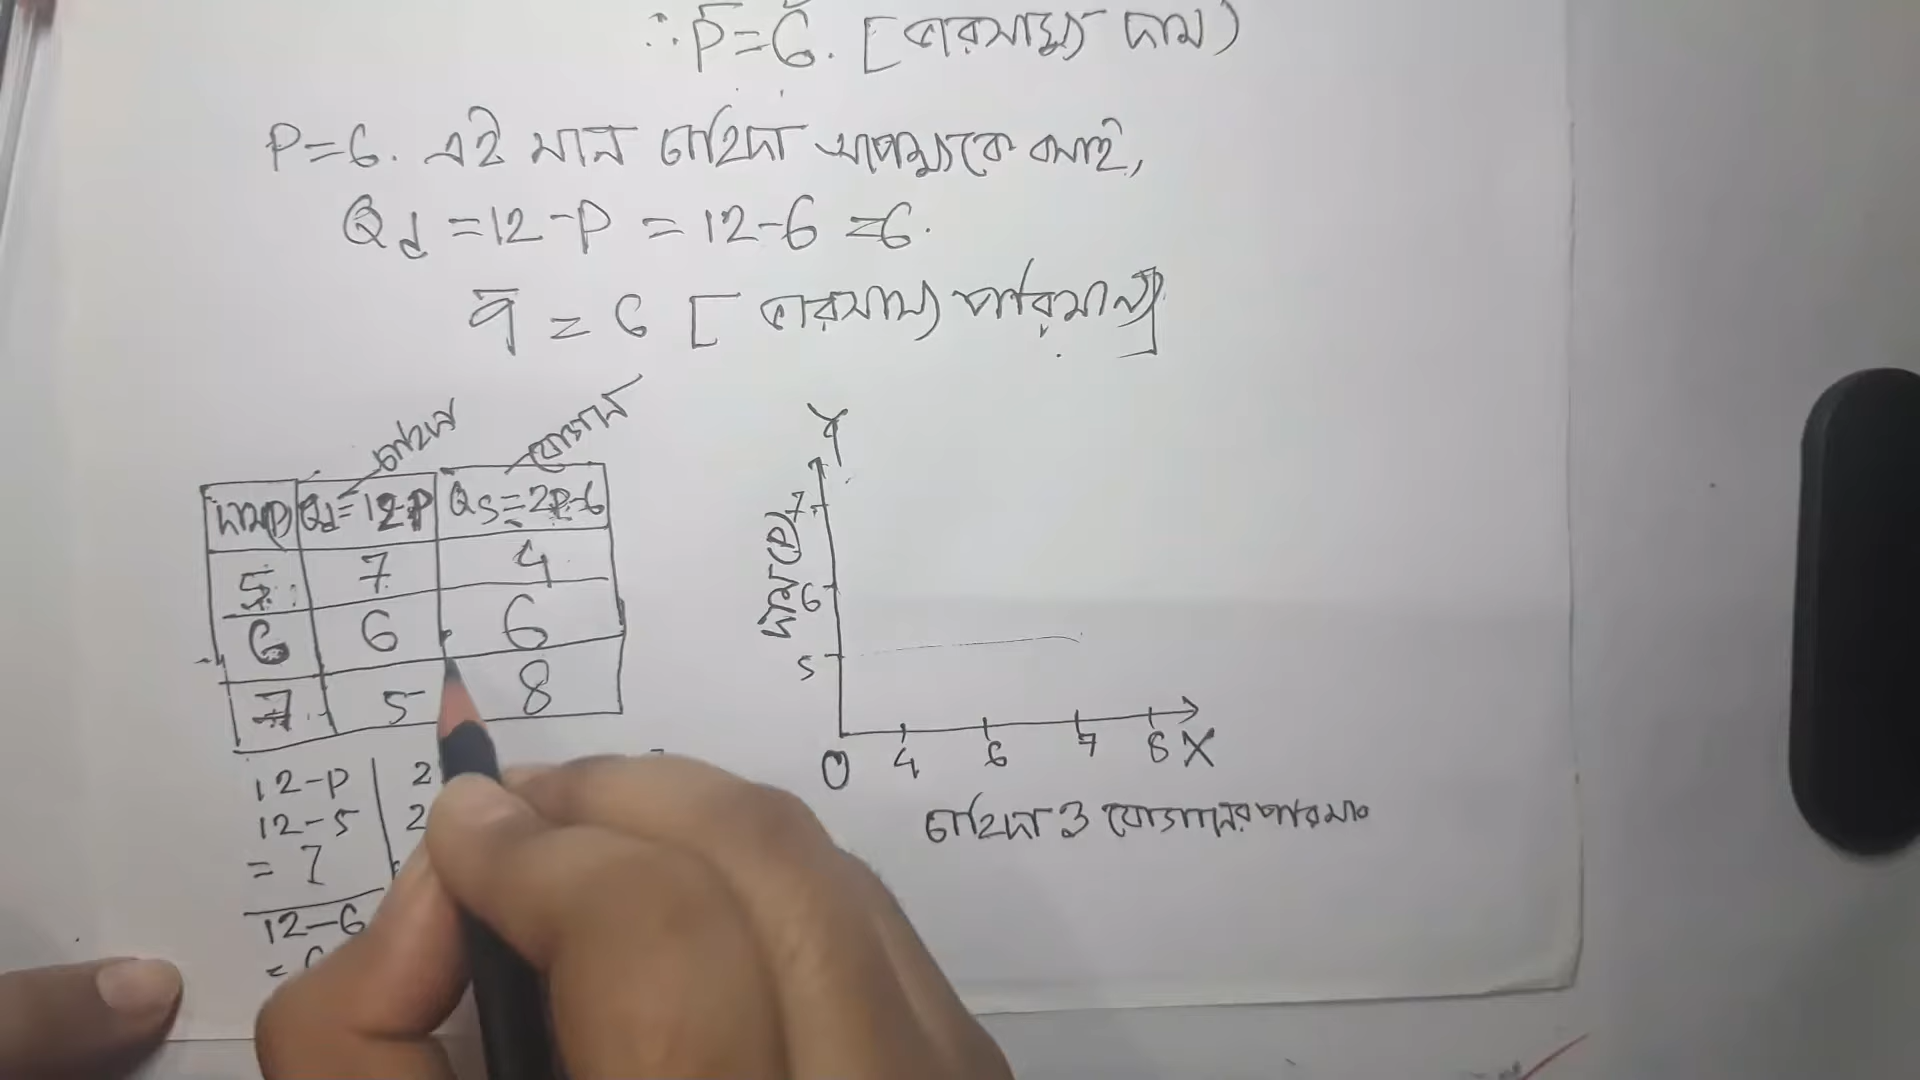 ∴ P̄ = 6. [ভারসাম্য দাম)
P = 6. এই মান চাহিদা অপেক্ষকে বসাই,
Qd = 12 - P = 12 - 6 = 6.
q̄ = 6 [ ভারসাম্য পরিমাণ]
চাহিদা যোগান
দাম(P) Qd = 12-P Qs = 2P-6
5 7 4
6 6 6
7 5 8
12-P 2
12-5 2
= 7
12-6
=
Y
7
6
5
দাম (P)
0 4 6 7 8 X
চাহিদা ও যোগানের পরিমাণ